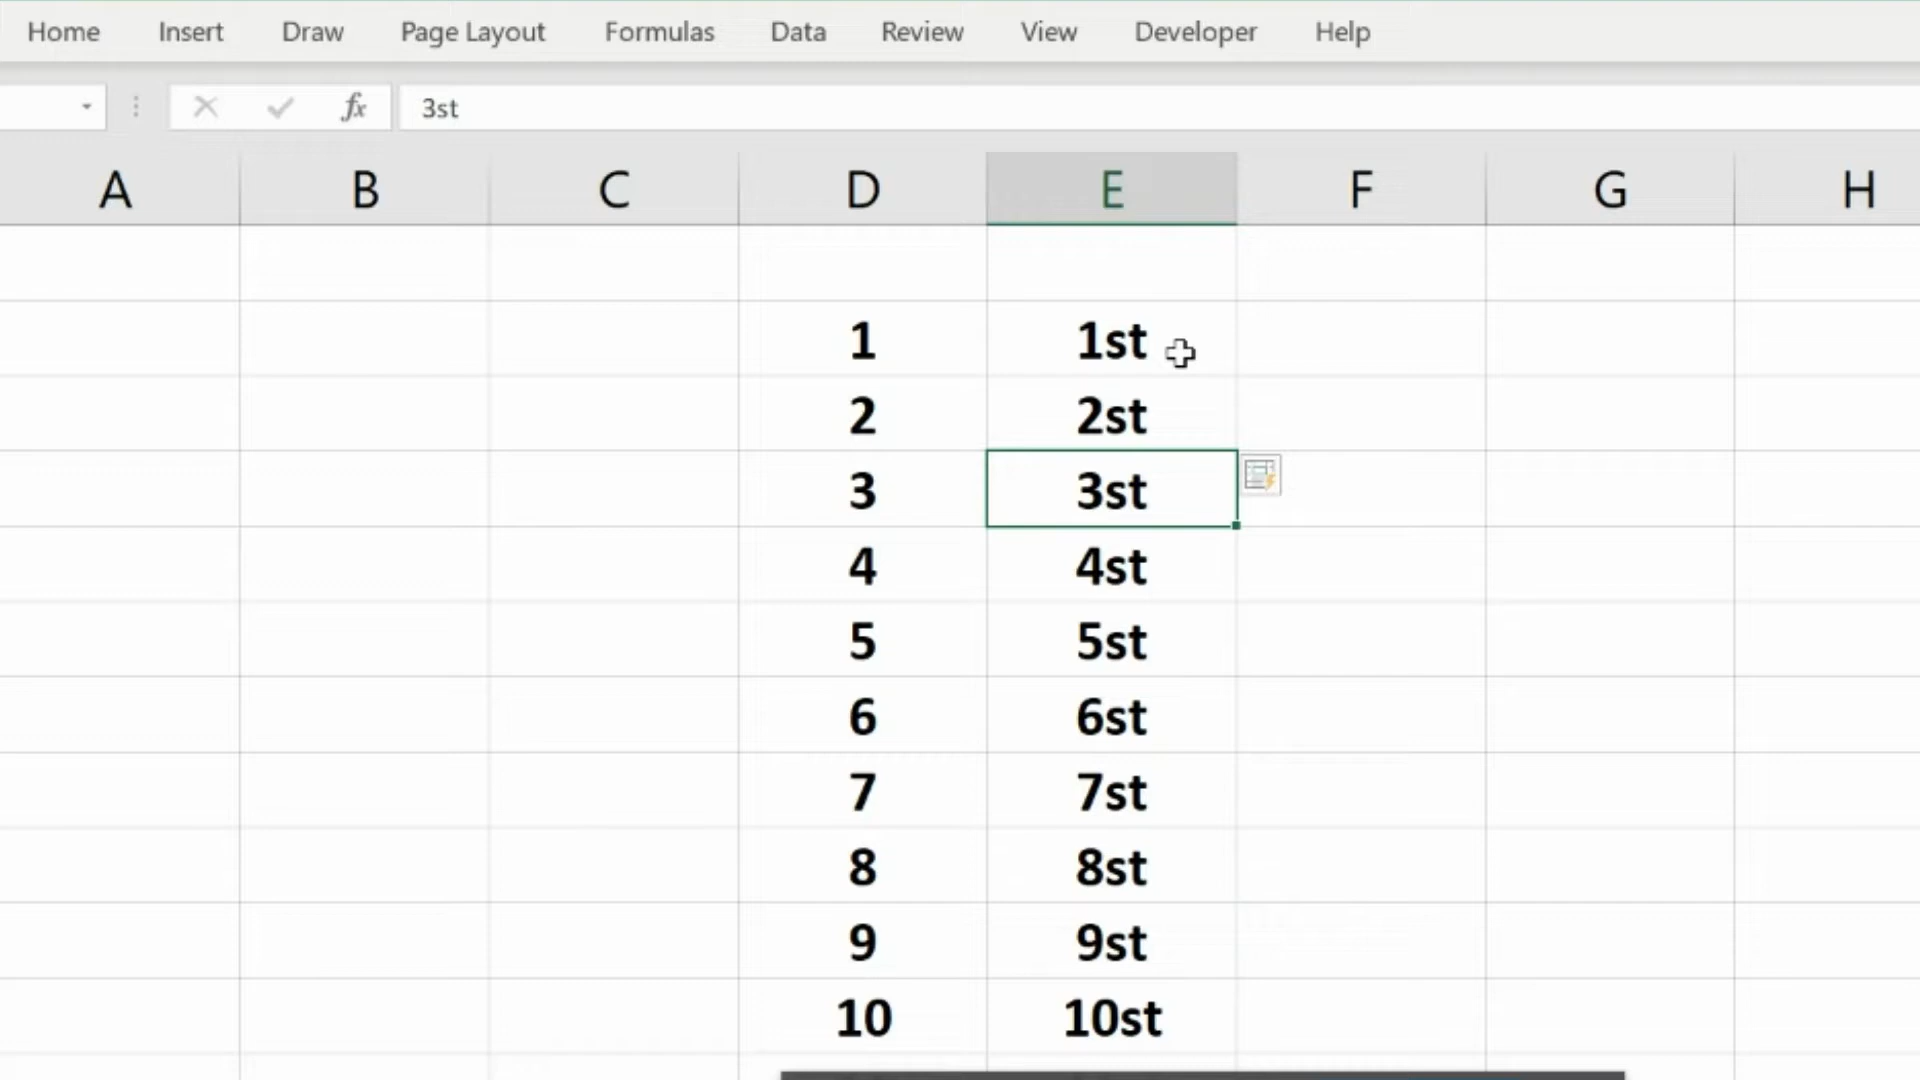 Home Insert Draw Page Layout Formulas Data Review View Developer Help
fx 3st
A B C D E F G H
1 1st
2 2st
3 3st
4 4st
5 5st
6 6st
7 7st
8 8st
9 9st
10 10st